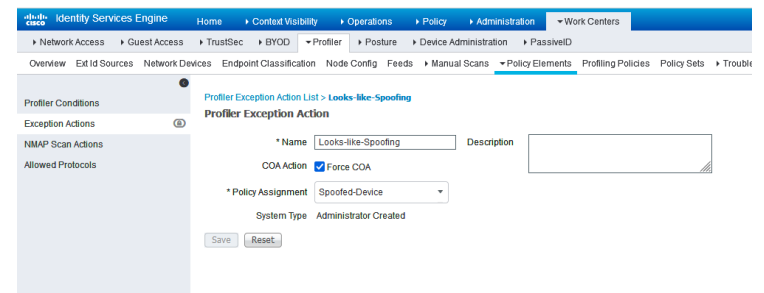 cisco Identity Services Engine Home Context Visibility Operations Policy Administration Work Centers
Network Access Guest Access TrustSec BYOD Profiler Posture Device Administration PassiveID
Overview Ext Id Sources Network Devices Endpoint Classification Node Config Feeds Manual Scans Policy Elements Profiling Policies Policy Sets Trouble
Profiler Conditions
Exception Actions
NMAP Scan Actions
Allowed Protocols
Profiler Exception Action List > Looks-like-Spoofing
Profiler Exception Action
* Name Looks-like-Spoofing Description
COA Action Force COA
* Policy Assignment Spoofed-Device
System Type Administrator Created
Save Reset